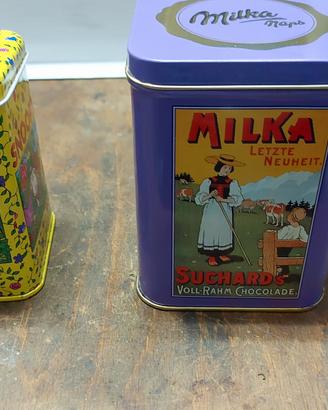 Milka
Naps
MILKA
LETZTE
NEUHEIT.
SUCHARD'S
VOLL-RAHM CHOCOLADE.